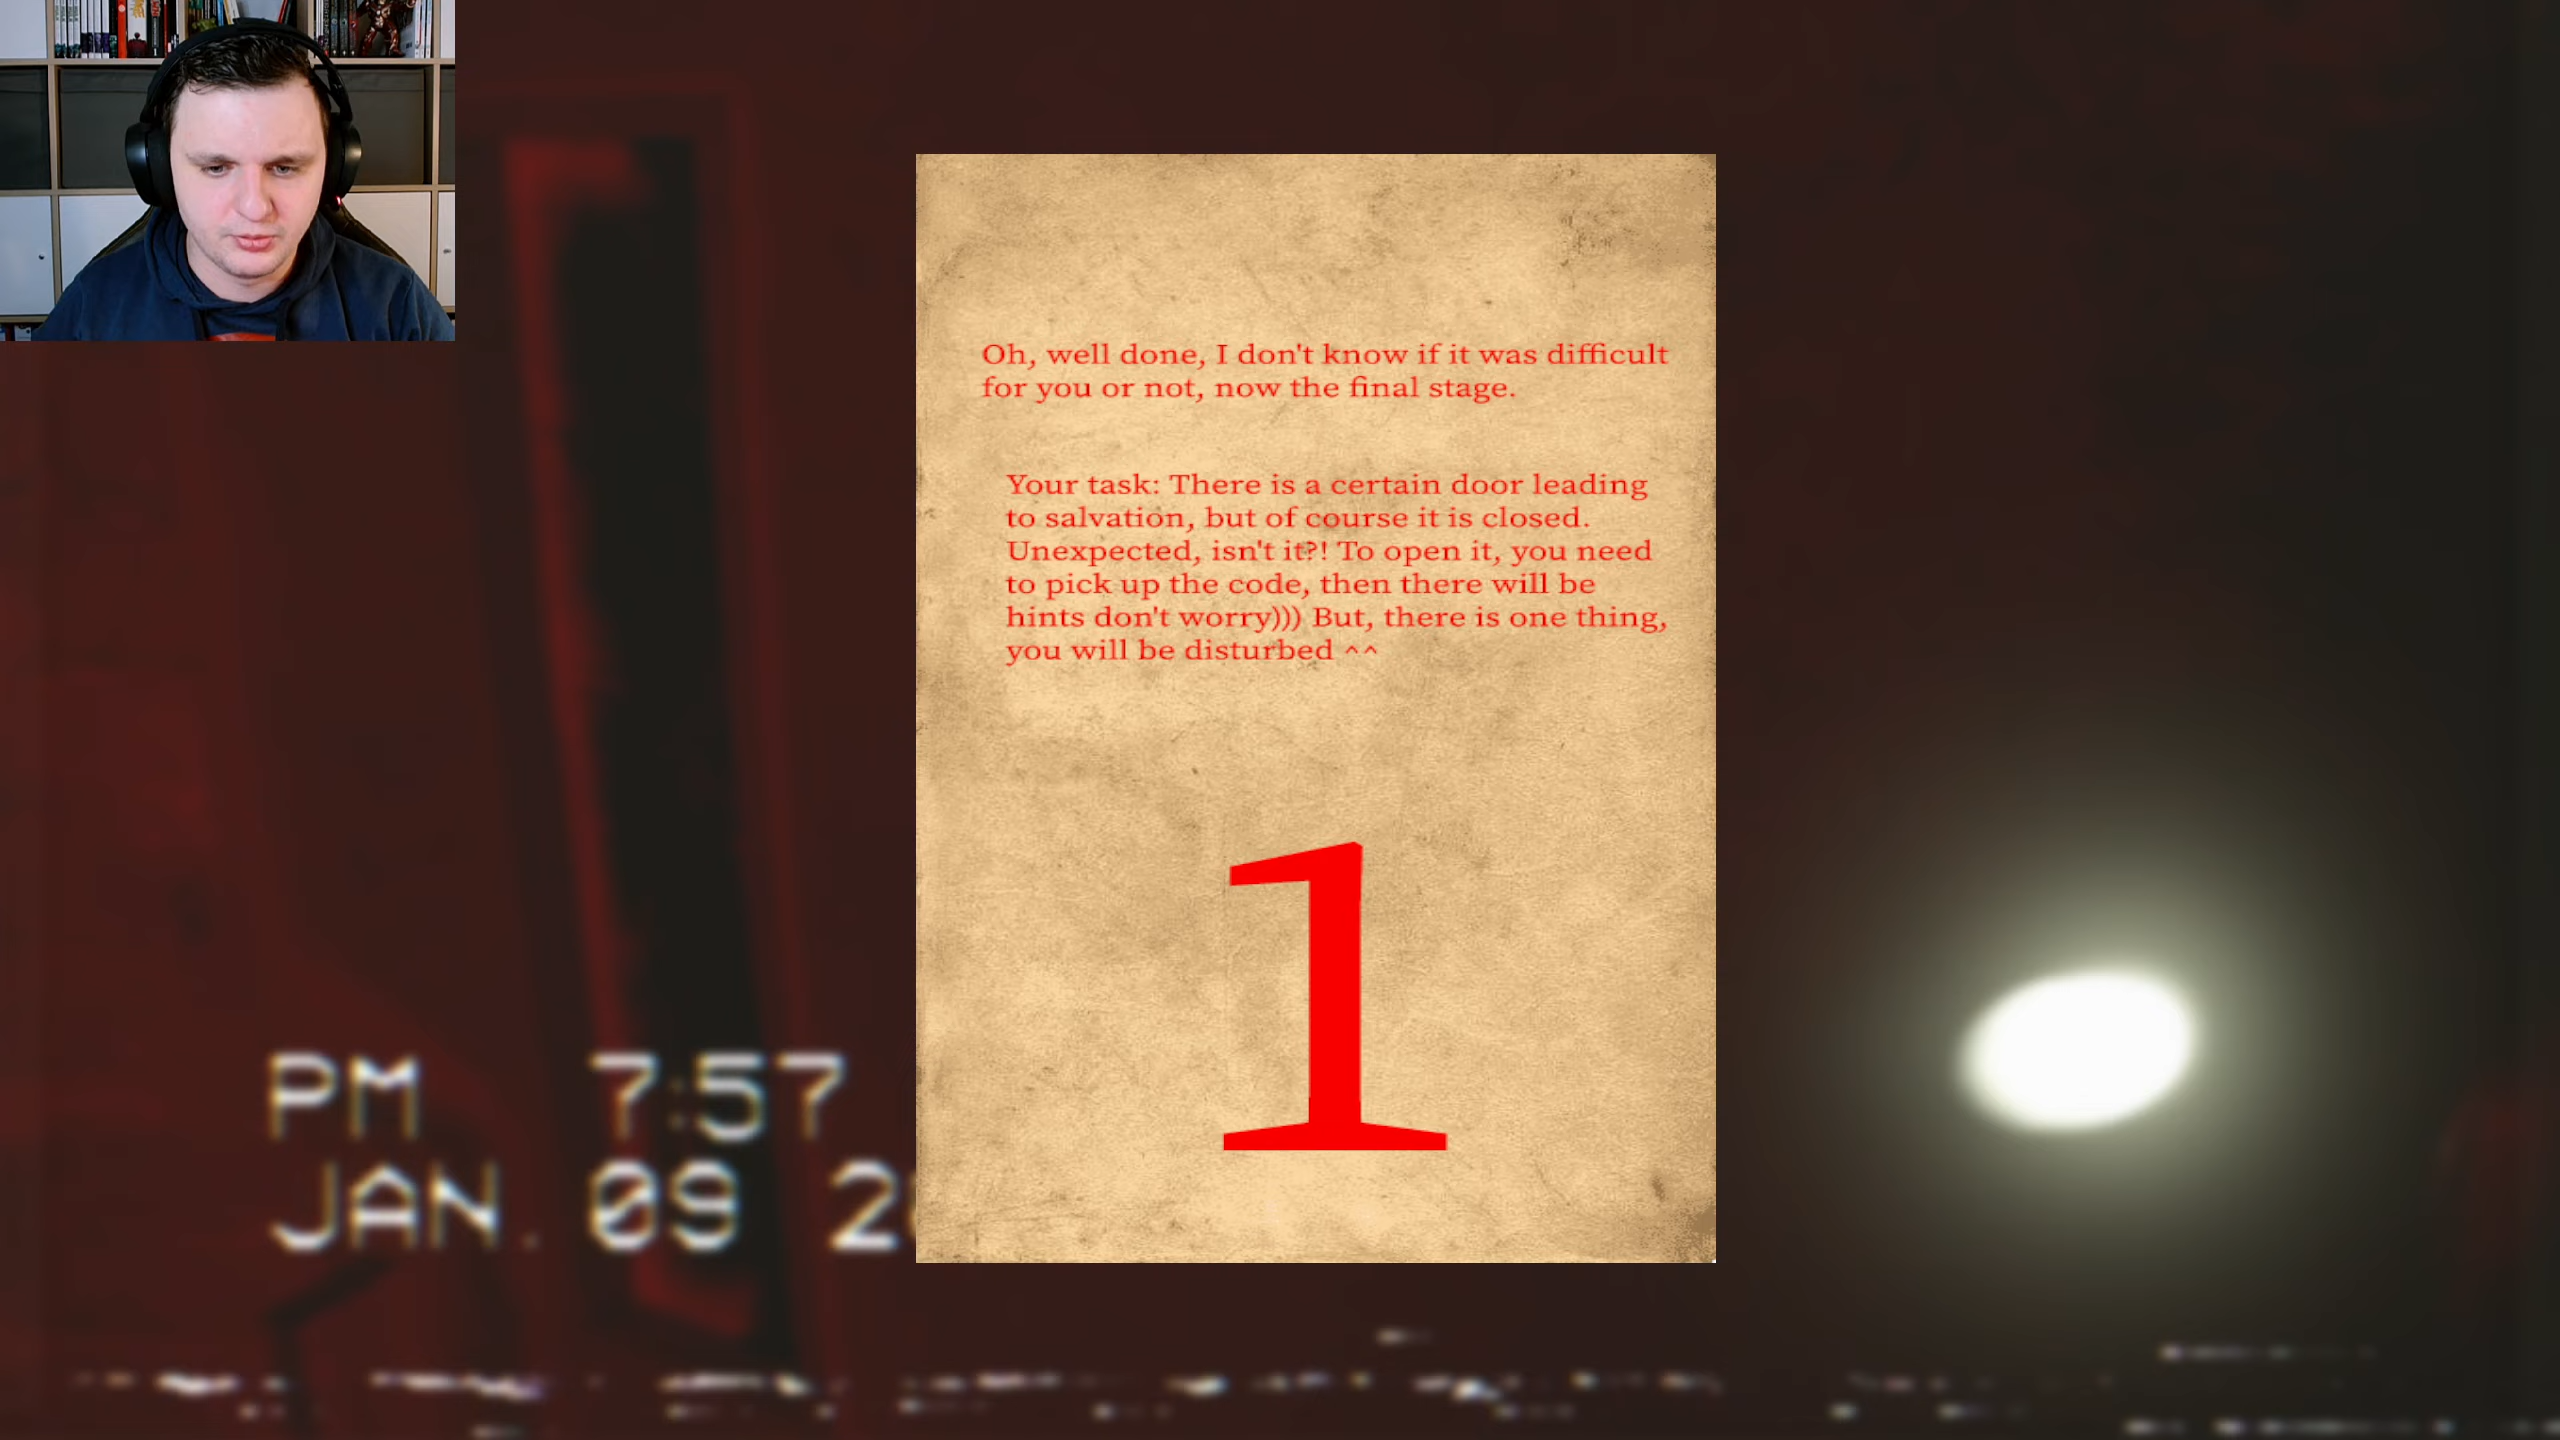 Oh, well done, I don't know if it was difficult
for you or not, now the final stage.
Your task: There is a certain door leading
to salvation, but of course it is closed.
Unexpected, isn't it?! To open it, you need
to pick up the code, then there will be
hints don't worry))) But, there is one thing,
you will be disturbed ^^
1
PM 7:57
JAN. 09